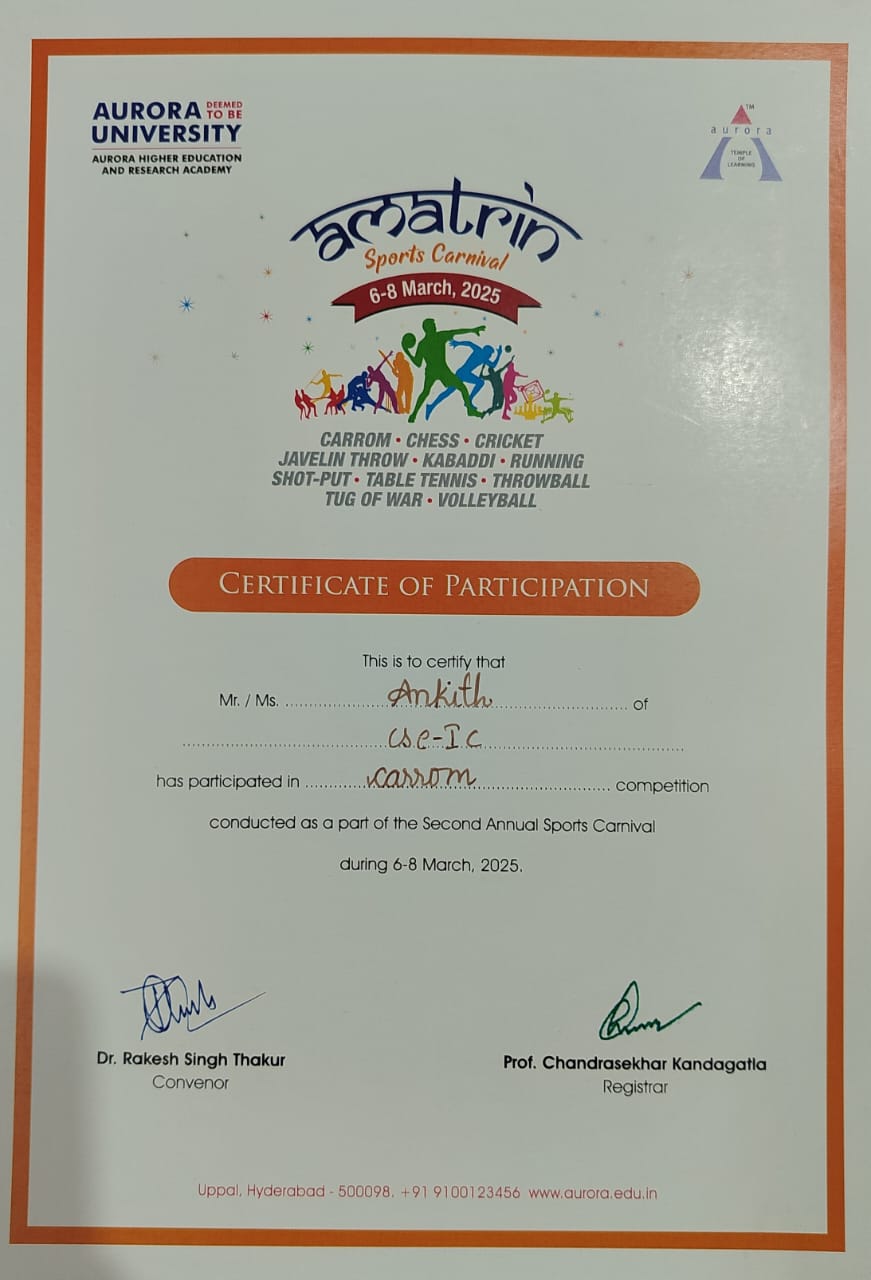 AURORA DEEMED TO BE
UNIVERSITY
AURORA HIGHER EDUCATION
AND RESEARCH ACADEMY
TM
aurora
TEMPLE
OF
LEARNING
amatrin
Sports Carnival
6-8 March, 2025
CARROM • CHESS • CRICKET
JAVELIN THROW • KABADDI • RUNNING
SHOT-PUT • TABLE TENNIS • THROWBALL
TUG OF WAR • VOLLEYBALL
CERTIFICATE OF PARTICIPATION
This is to certify that
Mr. / Ms. Ankith of
CSE-I C
has participated in carrom competition
conducted as a part of the Second Annual Sports Carnival
during 6-8 March, 2025.
Dr. Rakesh Singh Thakur
Convenor
Prof. Chandrasekhar Kandagatla
Registrar
Uppal, Hyderabad - 500098. +91 9100123456 www.aurora.edu.in